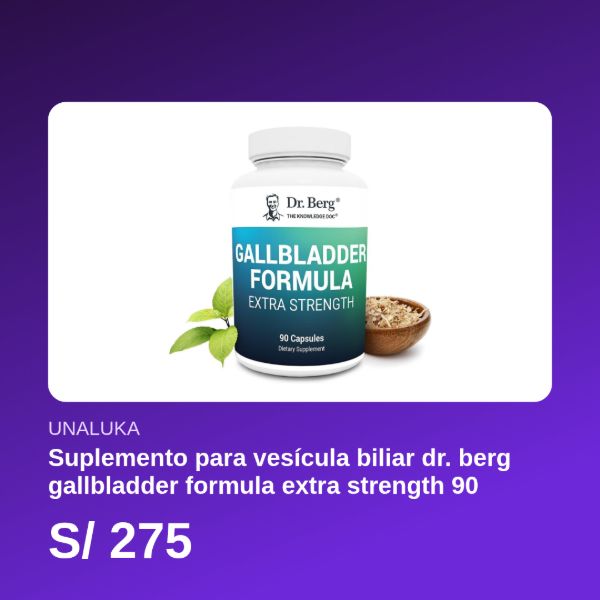 Dr. Berg®
THE KNOWLEDGE DOC®
GALLBLADDER
FORMULA
EXTRA STRENGTH
90 Capsules
Dietary Supplement
UNALUKA
Suplemento para vesícula biliar dr. berg
gallbladder formula extra strength 90
S/ 275